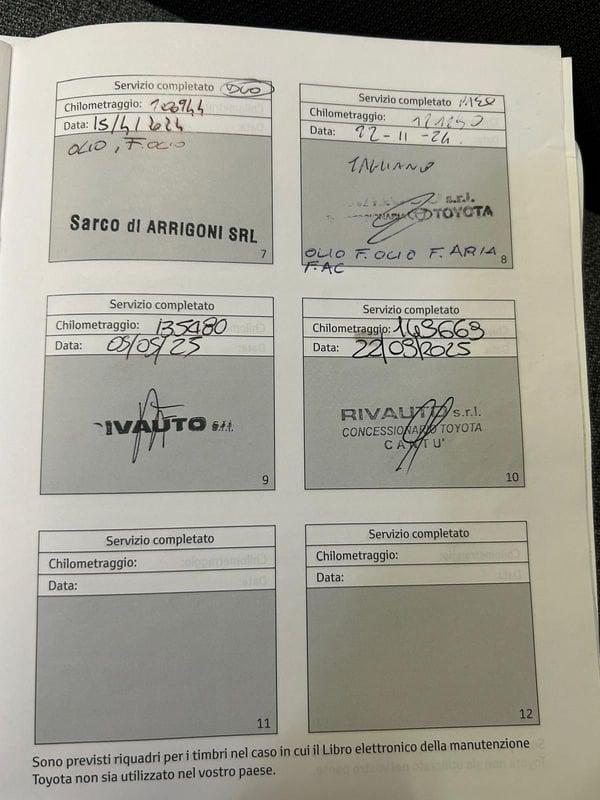 Servizio completato DUO
Chilometraggio: 106944
Data: 15/4/2024
OLIO, F. OLIO
Sarco di ARRIGONI SRL
7
Servizio completato
Chilometraggio:
Data: 22-11-24
TAGLIANDO
s.r.l.
TOYOTA
OLIO F. OLIO F. ARIA
F. AC
8
Servizio completato
Chilometraggio: 135480
Data: 05/05/25
IVAUTO s.r.l.
9
Servizio completato
Chilometraggio: 143663
Data: 22/09/2025
RIVAUTO s.r.l.
CONCESSIONARIO TOYOTA
CANTU'
10
Servizio completato
Chilometraggio:
Data:
11
Servizio completato
Chilometraggio:
Data:
12
Sono previsti riquadri per i timbri nel caso in cui il Libro elettronico della manutenzione
Toyota non sia utilizzato nel vostro paese.